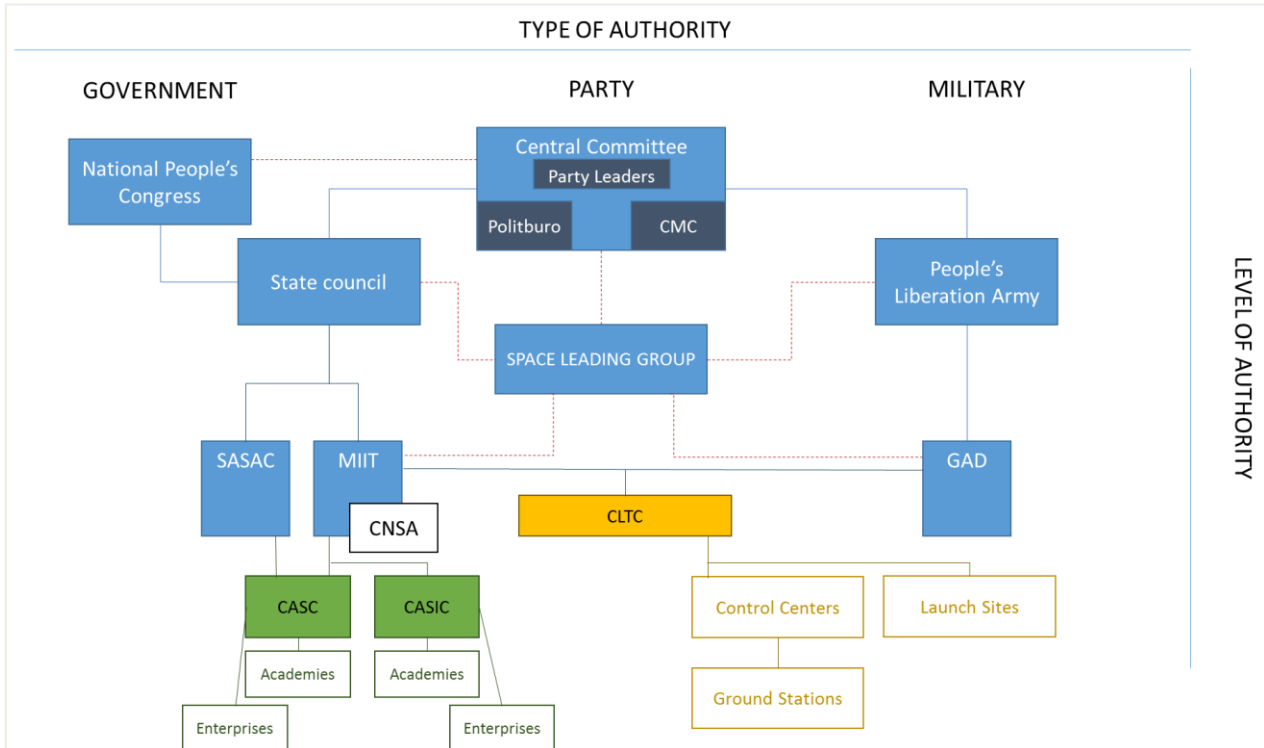 TYPE OF AUTHORITY
GOVERNMENT
PARTY
MILITARY
National People's
Congress
Central Committee
Party Leaders
Politburo
CMC
State council
People's
Liberation Army
SPACE LEADING GROUP
LEVEL OF AUTHORITY
SASAC
MIIT
GAD
CNSA
CLTC
CASC
CASIC
Control Centers
Launch Sites
Academies
Academies
Ground Stations
Enterprises
Enterprises